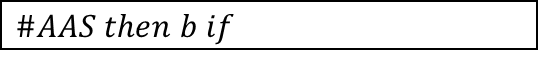 #AAS then b if